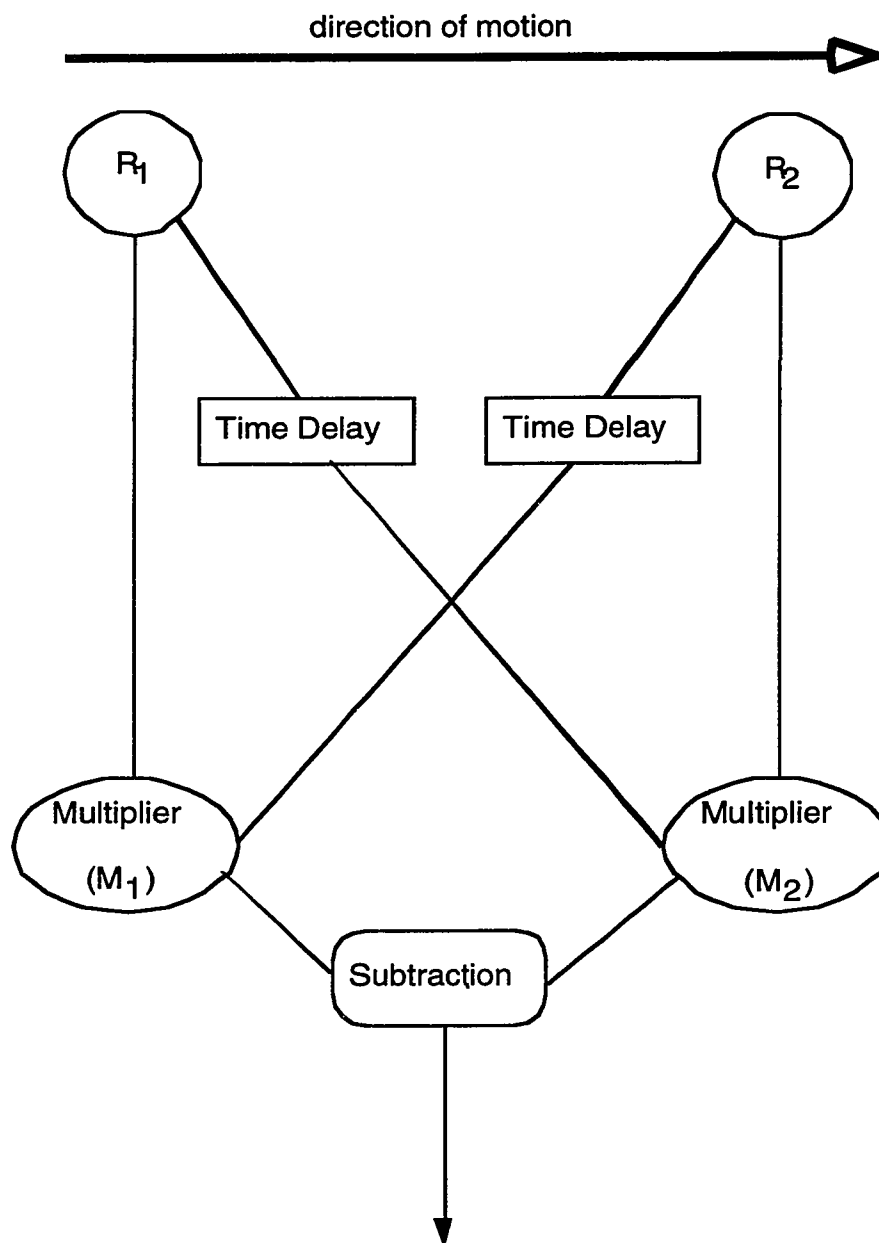 direction of motion
R1
R2
Time Delay
Time Delay
Multiplier
(M1)
Multiplier
(M2)
Subtraction